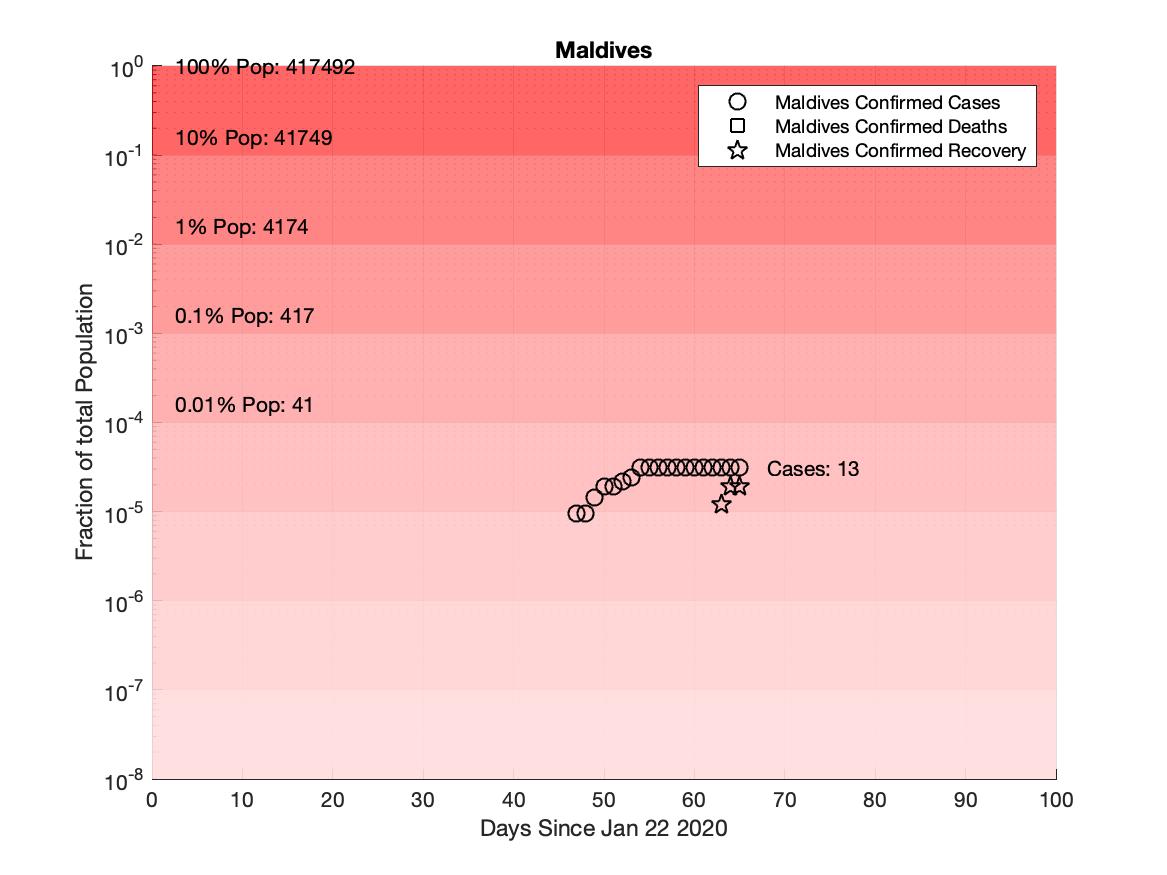 Maldives
10^0
10^-1
10^-2
10^-3
10^-4
10^-5
10^-6
10^-7
10^-8
Fraction of total Population
100% Pop: 417492
10% Pop: 41749
1% Pop: 4174
0.1% Pop: 417
0.01% Pop: 41
Maldives Confirmed Cases
Maldives Confirmed Deaths
Maldives Confirmed Recovery
Cases: 13
0 10 20 30 40 50 60 70 80 90 100
Days Since Jan 22 2020